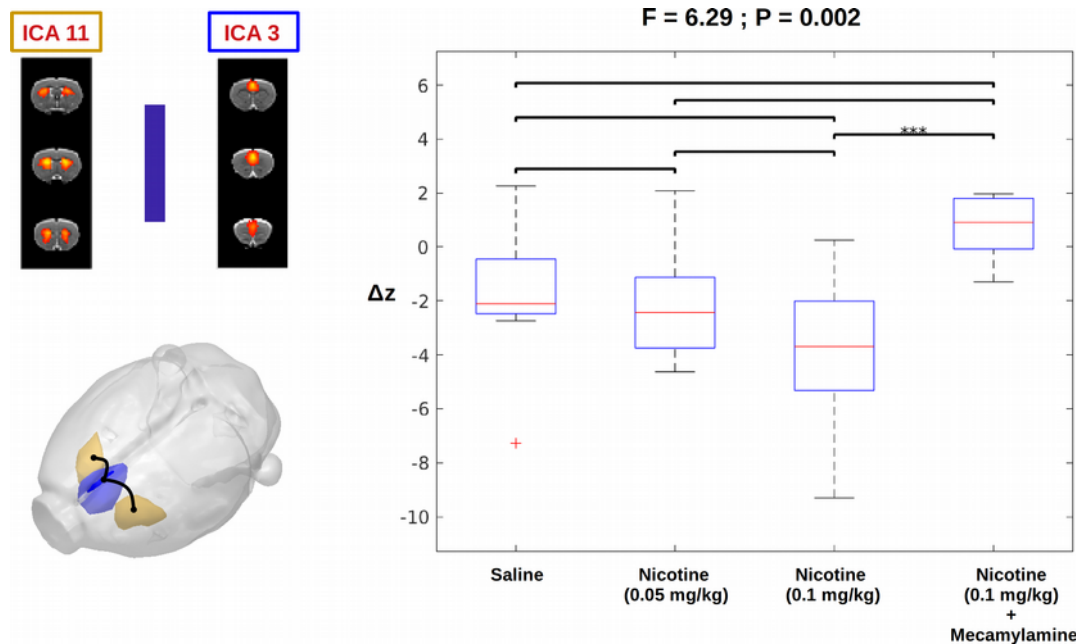 ICA 11
ICA 3
F = 6.29 ; P = 0.002
6
4
2
0
-2
-4
-6
-8
-10
Δz
***
Saline
Nicotine
(0.05 mg/kg)
Nicotine
(0.1 mg/kg)
Nicotine
(0.1 mg/kg)
+
Mecamylamine